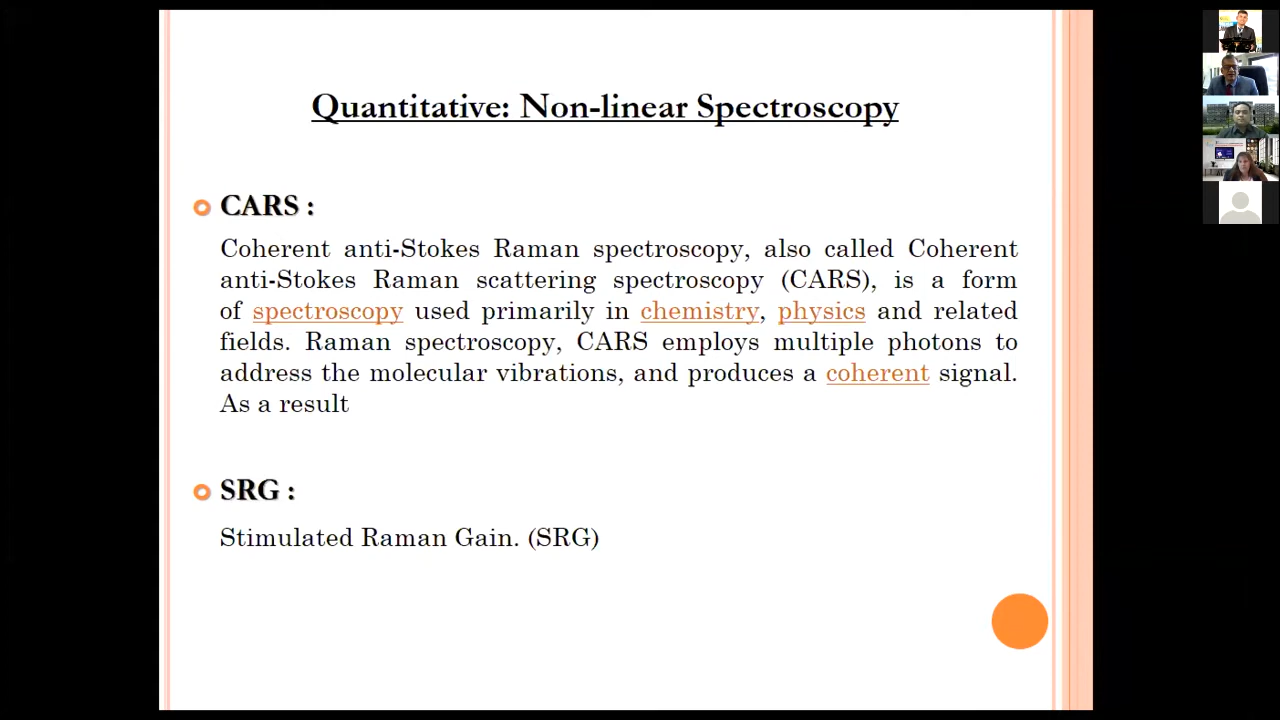 Quantitative: Non-linear Spectroscopy
CARS :
Coherent anti-Stokes Raman spectroscopy, also called Coherent
anti-Stokes Raman scattering spectroscopy (CARS), is a form
of spectroscopy used primarily in chemistry, physics and related
fields. Raman spectroscopy, CARS employs multiple photons to
address the molecular vibrations, and produces a coherent signal.
As a result
SRG :
Stimulated Raman Gain. (SRG)